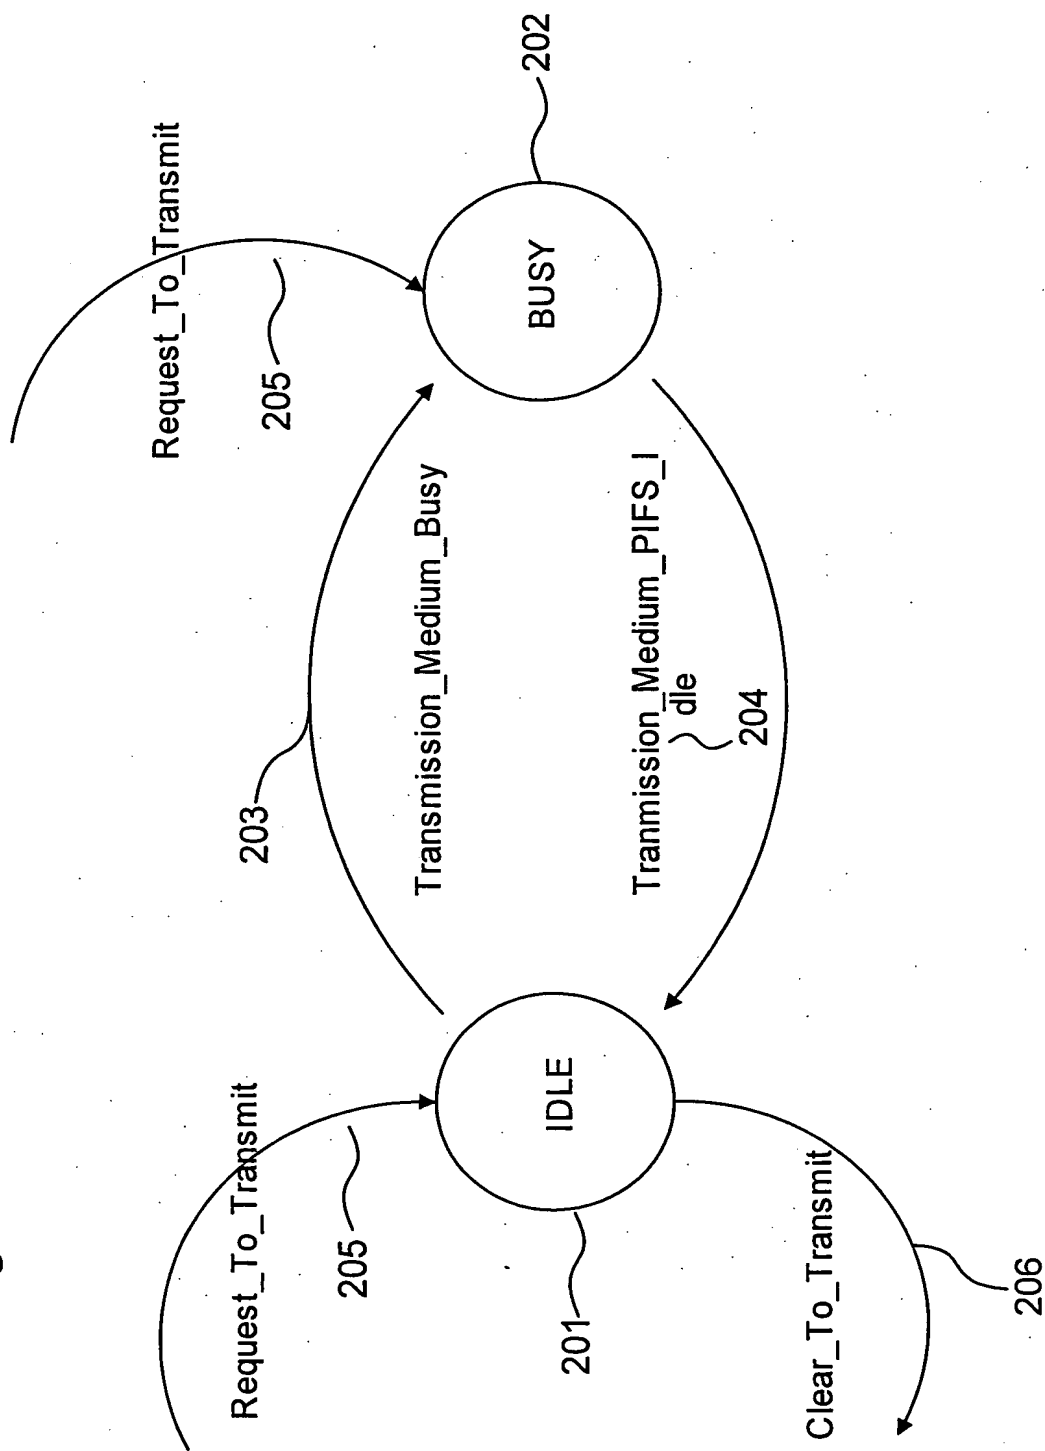 Request_To_Transmit
Request_To_Transmit
203
205
205
Transmission_Medium_Busy
202
BUSY
IDLE
201
Tranmission_Medium_PIFS_I
dle
204
Clear_To_Transmit
206